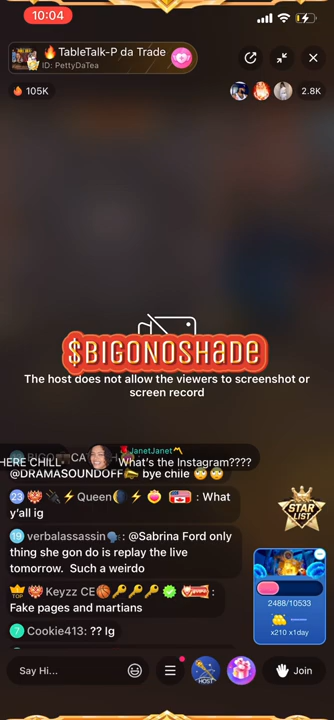 10:04
🔥TableTalk-P da Trade
ID: PettyDaTea
105K
2.8K
$BIGONOSHADE
The host does not allow the viewers to screenshot or
screen record
JanetJanet
HERE CHILL
What's the Instagram????
@DRAMASOUNDOFF bye chile 🙄🙄
23 Queen🌓⚡ : What
y'all ig
19 verbalassassin🗣: @Sabrina Ford only
thing she gon do is replay the live
tomorrow. Such a weirdo
TOP Keyzz CE🏀🔑🔑🔑 :
Fake pages and martians
7 Cookie413: ?? Ig
STAR
LIST
2488/10533
x210 x1day
Say Hi...
HOST
Join